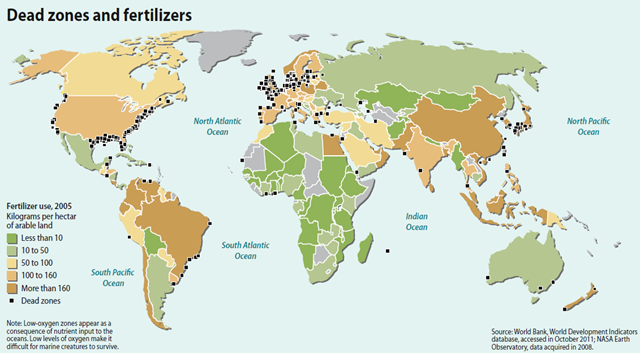 Dead zones and fertilizers
North Atlantic
Ocean
North Pacific
Ocean
Indian
Ocean
South Atlantic
Ocean
South Pacific
Ocean
Fertilizer use, 2005
Kilograms per hectar
of arable land
Less than 10
10 to 50
50 to 100
100 to 160
More than 160
Dead zones
Note: Low-oxygen zones appear as a
consequence of nutrient input to the
oceans. Low levels of oxygen make it
difficult for marine creatures to survive.
Source: World Bank, World Development Indicators
database, accessed in October 2011; NASA Earth
Observatory, data acquired in 2008.